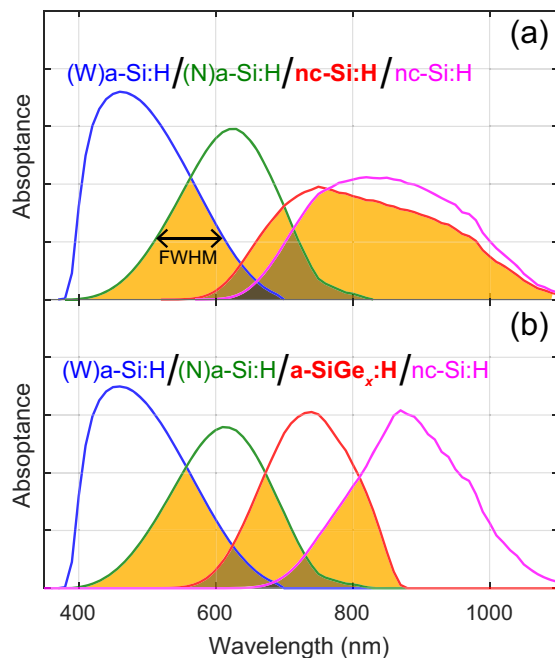 (a)
(W)a-Si:H/(N)a-Si:H/nc-Si:H/nc-Si:H
Absoptance
FWHM
(b)
(W)a-Si:H/(N)a-Si:H/a-SiGeₓ:H/nc-Si:H
Absoptance
400 600 800 1000
Wavelength (nm)